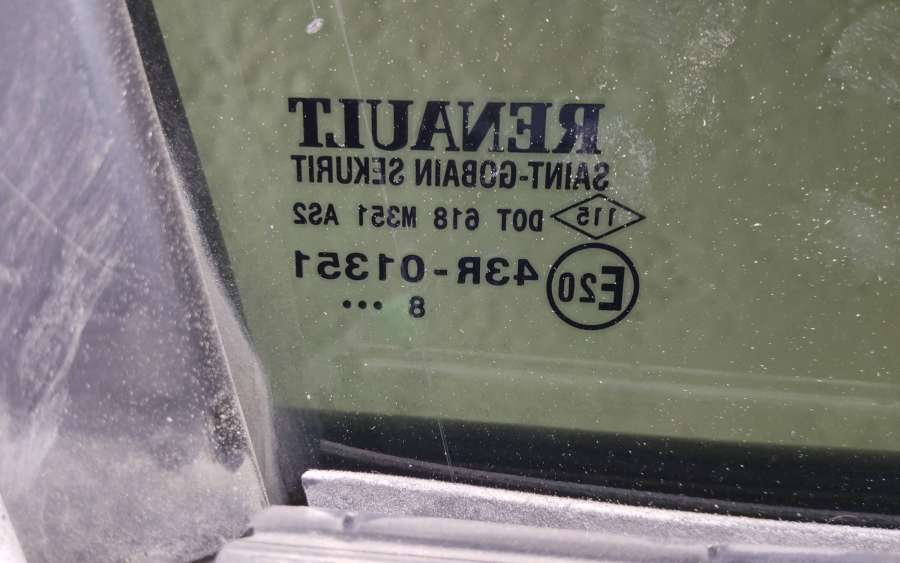 RENAULT
SAINT-GOBAIN SEKURIT
115 DOT 618 M351 AS2
E20 43R-01351
8 •••